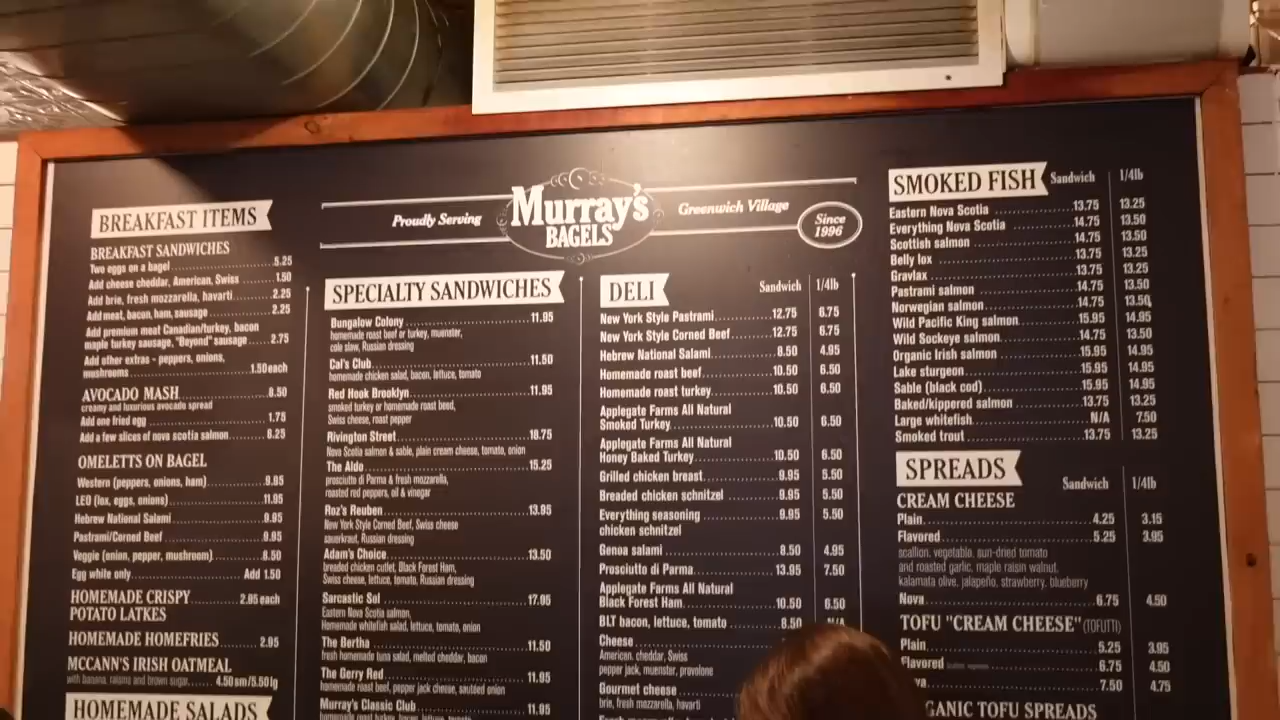 Proudly Serving
Murray's
BAGELS
Greenwich Village
Since
1996
BREAKFAST ITEMS
BREAKFAST SANDWICHES
Two eggs on a bagel 5.25
Add cheese cheddar, American, Swiss 1.50
Add brie, fresh mozzarella, havarti 2.25
Add meat, bacon, ham, sausage 2.25
Add premium meat Canadian/turkey, bacon
maple turkey sausage, "Beyond" sausage 2.75
Add other extras - peppers, onions,
mushrooms 1.50 each
AVOCADO MASH 8.50
creamy and luxurious avocado spread
Add one fried egg 1.75
Add a few slices of nova scotia salmon 8.25
OMELETTS ON BAGEL
Western (peppers, onions, ham) 9.95
LEO (lox, eggs, onions) 11.95
Hebrew National Salami 9.95
Pastrami/Corned Beef 9.95
Veggie (onion, pepper, mushroom) 8.50
Egg white only Add 1.50
HOMEMADE CRISPY 2.95 each
POTATO LATKES
HOMEMADE HOMEFRIES 2.95
MCCANN'S IRISH OATMEAL
with banana, raisins and brown sugar 4.50 sm/5.50 lg
HOMEMADE SALADS
SPECIALTY SANDWICHES
Bungalow Colony 11.95
homemade roast beef or turkey, muenster,
cole slaw, Russian dressing
Cal's Club 11.50
homemade chicken salad, bacon, lettuce, tomato
Red Hook Brooklyn 11.95
smoked turkey or homemade roast beef,
Swiss cheese, roast pepper
Rivington Street 18.75
Nova Scotia salmon & sable, plain cream cheese, tomato, onion
The Aldo 15.25
prosciutto di Parma & fresh mozzarella,
roasted red peppers, oil & vinegar
Roz's Reuben 13.95
New York Style Corned Beef, Swiss cheese
sauerkraut, Russian dressing
Adam's Choice 13.50
breaded chicken cutlet, Black Forest Ham,
Swiss cheese, lettuce, tomato, Russian dressing
Sarcastic Sol 17.95
Eastern Nova Scotia salmon,
Homemade whitefish salad, lettuce, tomato, onion
The Bertha 11.50
fresh homemade tuna salad, melted cheddar, bacon
The Gerry Red 11.95
homemade roast beef, pepper jack cheese, sautéed onion
Murray's Classic Club 11.95
homemade roast turkey, bacon, lettuce, tomato
DELI Sandwich 1/4lb
New York Style Pastrami 12.75 6.75
New York Style Corned Beef 12.75 6.75
Hebrew National Salami 8.50 4.95
Homemade roast beef 10.50 6.50
Homemade roast turkey 10.50 6.50
Applegate Farms All Natural
Smoked Turkey 10.50 6.50
Applegate Farms All Natural
Honey Baked Turkey 10.50 6.50
Grilled chicken breast 9.95 5.50
Breaded chicken schnitzel 9.95 5.50
Everything seasoning 9.95 5.50
chicken schnitzel
Genoa salami 8.50 4.95
Prosciutto di Parma 13.95 7.50
Applegate Farms All Natural
Black Forest Ham 10.50 6.50
BLT bacon, lettuce, tomato 8.50 N/A
Cheese
American, cheddar, Swiss
pepper jack, muenster, provolone
Gourmet cheese
brie, fresh mozzarella, havarti
SMOKED FISH Sandwich 1/4lb
Eastern Nova Scotia 13.75 13.25
Everything Nova Scotia 14.75 13.50
Scottish salmon 14.75 13.50
Belly lox 13.75 13.25
Gravlax 13.75 13.25
Pastrami salmon 14.75 13.50
Norwegian salmon 14.75 13.50
Wild Pacific King salmon 15.95 14.95
Wild Sockeye salmon 14.75 13.50
Organic Irish salmon 15.95 14.95
Lake sturgeon 15.95 14.95
Sable (black cod) 15.95 14.95
Baked/kippered salmon 13.75 13.25
Large whitefish N/A 7.50
Smoked trout 13.75 13.25
SPREADS Sandwich 1/4lb
CREAM CHEESE
Plain 4.25 3.15
Flavored 5.25 3.95
scallion, vegetable, sun-dried tomato
and roasted garlic, maple raisin walnut,
kalamata olive, jalapeño, strawberry, blueberry
Nova 6.75 4.50
TOFU "CREAM CHEESE" (TOFUTTI)
Plain 5.25 3.95
Flavored 6.75 4.50
7.50 4.75
TOFU SPREADS